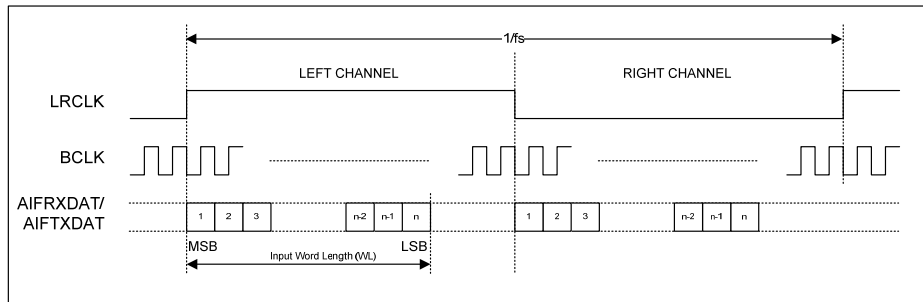 1/fs
LEFT CHANNEL RIGHT CHANNEL
LRCLK
BCLK
AIFRXDAT/
AIFTXDAT
1 2 3 n-2 n-1 n 1 2 3 n-2 n-1 n
MSB LSB
Input Word Length (WL)